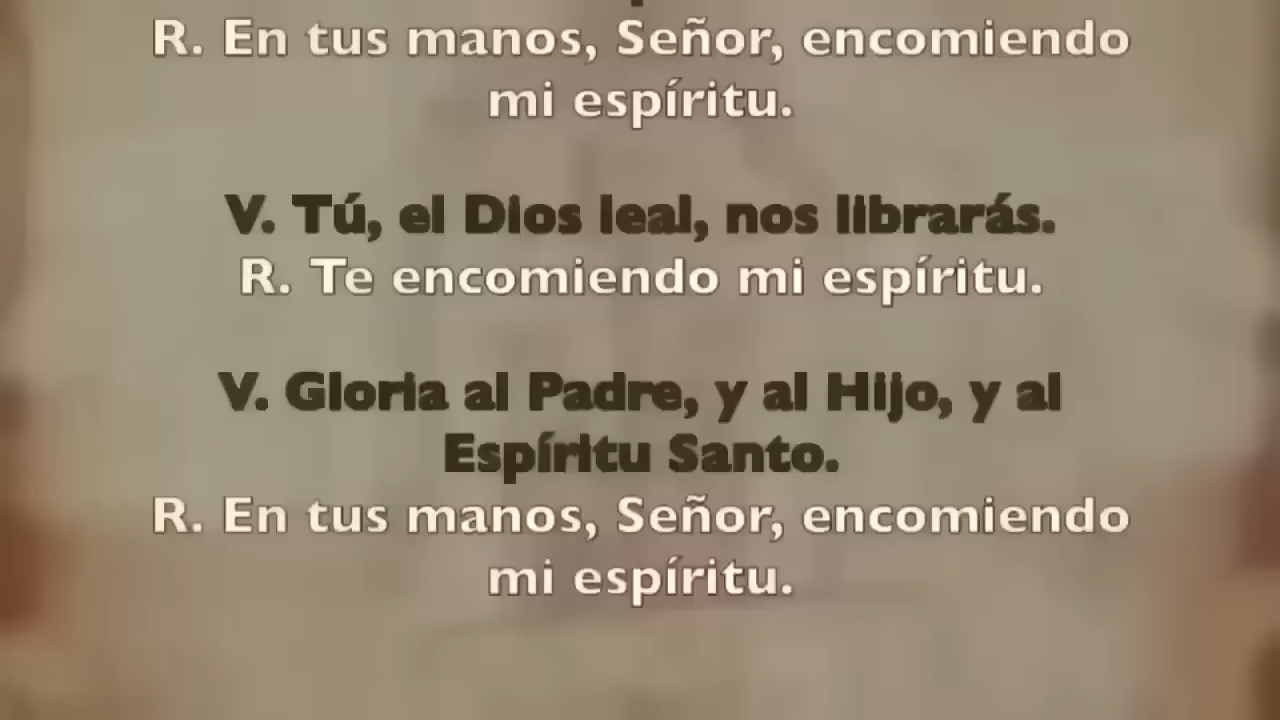 R. En tus manos, Señor, encomiendo
mi espíritu.
V. Tú, el Dios leal, nos librarás.
R. Te encomiendo mi espíritu.
V. Gloria al Padre, y al Hijo, y al
Espíritu Santo.
R. En tus manos, Señor, encomiendo
mi espíritu.